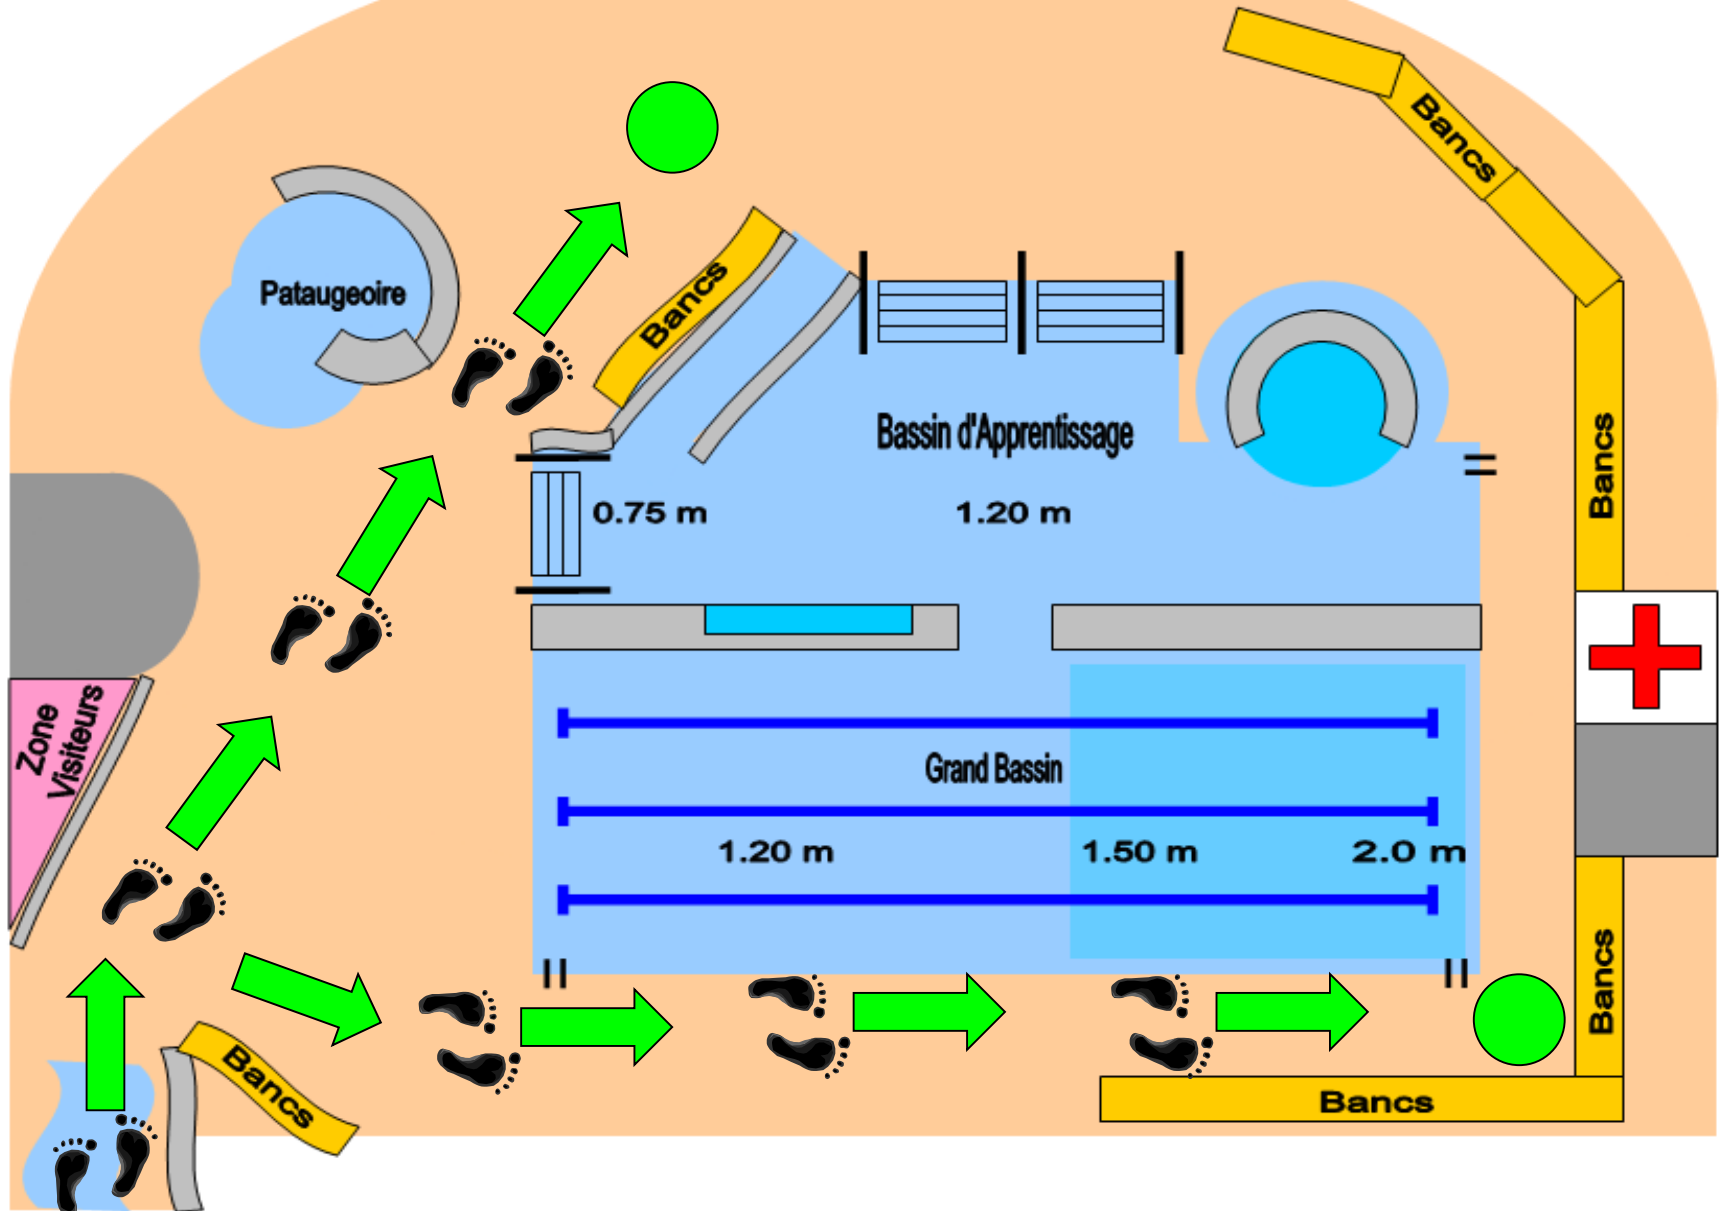 Bancs
Pataugeoire
Bancs
Bassin d'Apprentissage
Bancs
0.75 m
1.20 m
Zone
Visiteurs
Grand Bassin
1.20 m
1.50 m
2.0 m
Bancs
Bancs
Bancs